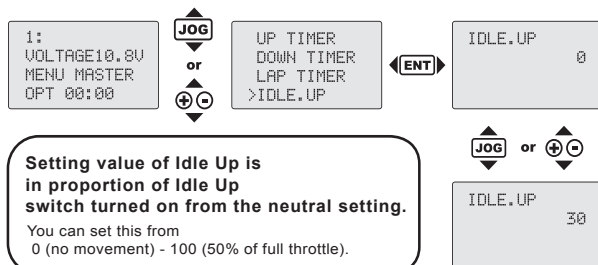 1:
VOLTAGE10.8V
MENU MASTER
OPT 00:00
JOG
or
UP TIMER
DOWN TIMER
LAP TIMER
>IDLE.UP
ENT
IDLE.UP
0
JOG or
IDLE.UP
30
Setting value of Idle Up is
in proportion of Idle Up
switch turned on from the neutral setting.
You can set this from
0 (no movement) - 100 (50% of full throttle).